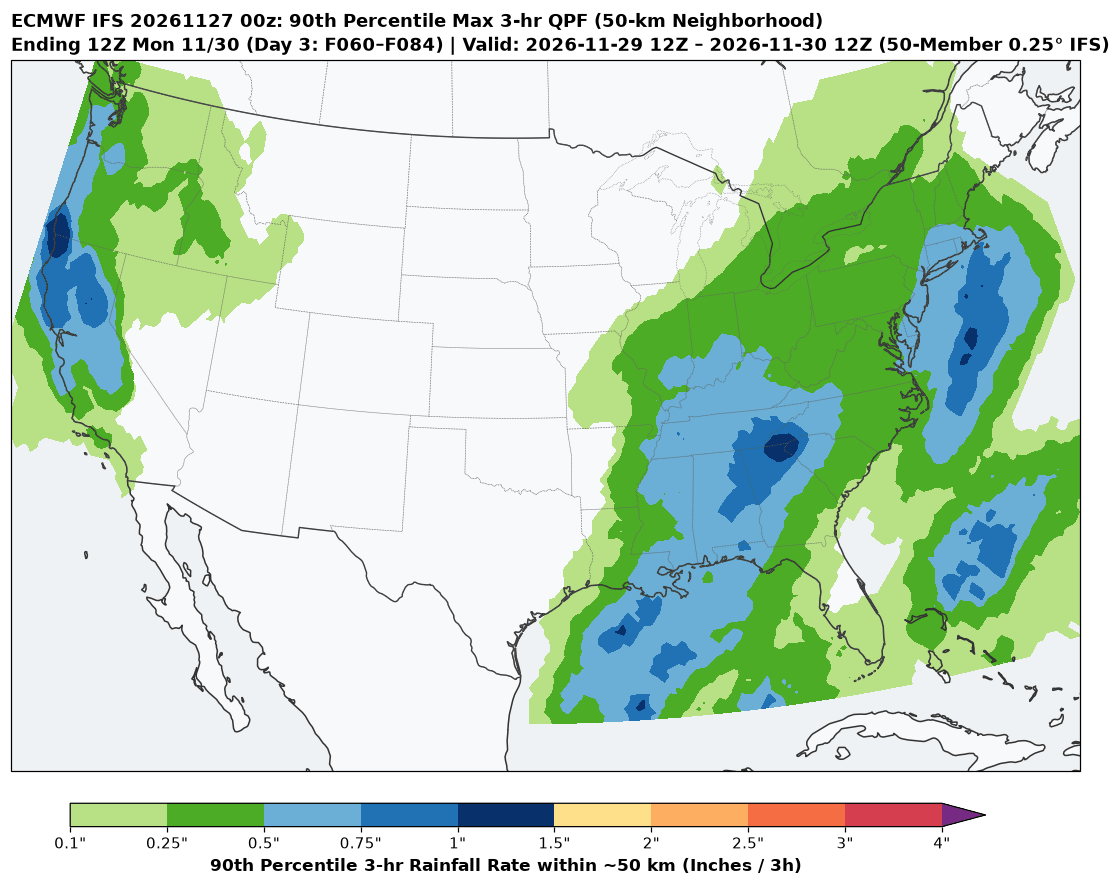 ECMWF IFS 20261127 00z: 90th Percentile Max 3-hr QPF (50-km Neighborhood)
Ending 12Z Mon 11/30 (Day 3: F060–F084) | Valid: 2026-11-29 12Z – 2026-11-30 12Z (50-Member 0.25° IFS)
0.1" 0.25" 0.5" 0.75" 1" 1.5" 2" 2.5" 3" 4"
90th Percentile 3-hr Rainfall Rate within ~50 km (Inches / 3h)